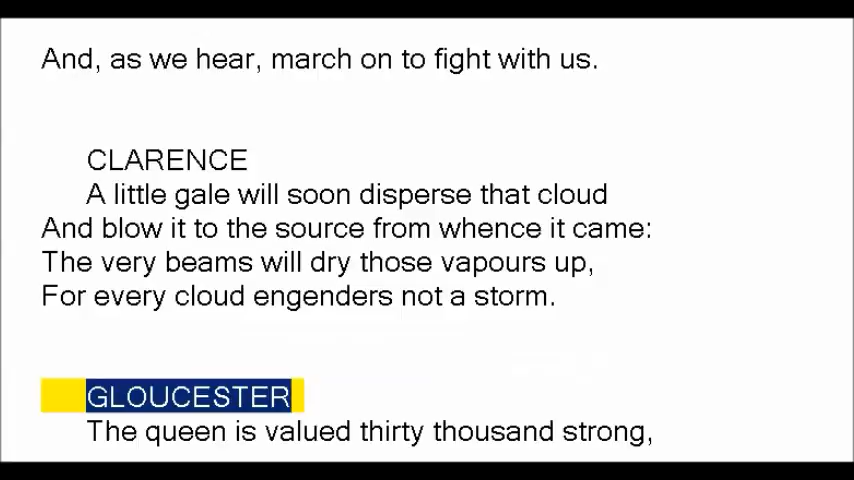 And, as we hear, march on to fight with us.
CLARENCE
A little gale will soon disperse that cloud
And blow it to the source from whence it came:
The very beams will dry those vapours up,
For every cloud engenders not a storm.
GLOUCESTER
The queen is valued thirty thousand strong,